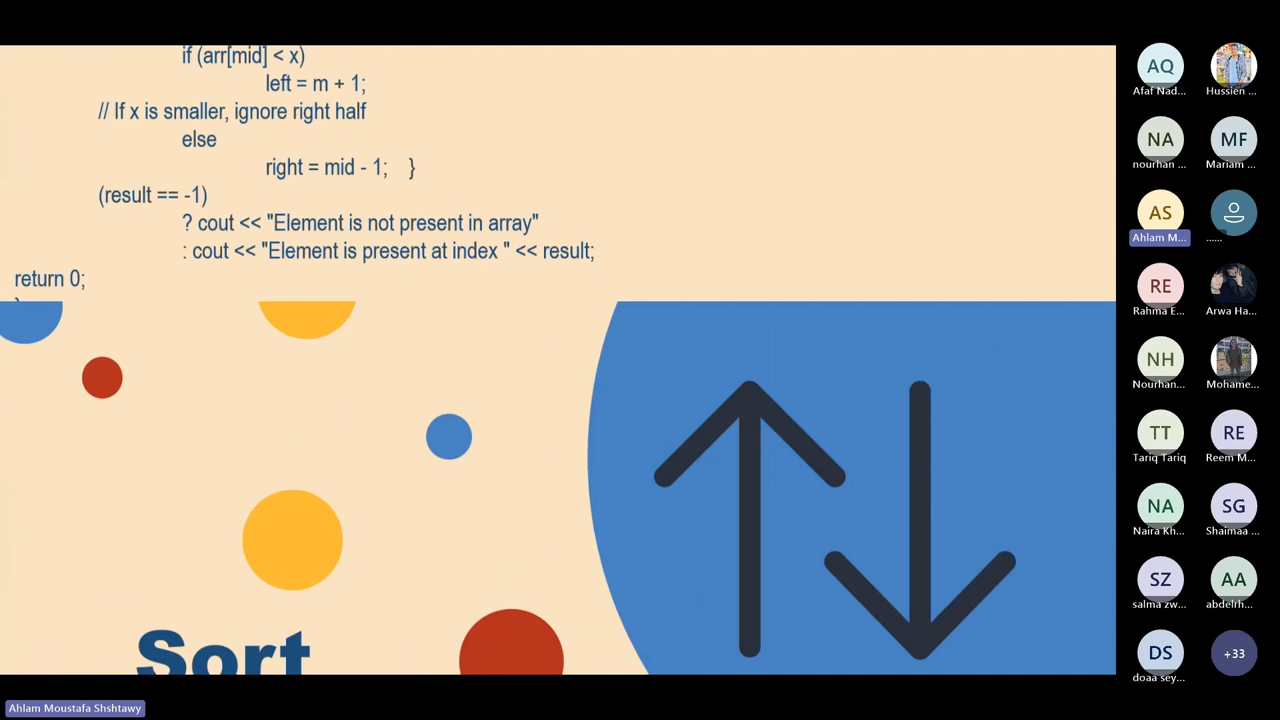 if (arr[mid] < x)
left = m + 1;
// If x is smaller, ignore right half
else
right = mid - 1; }
(result == -1)
? cout << "Element is not present in array"
: cout << "Element is present at index " << result;
return 0;
}
Sort
AQ
Afaf Nad...
Hussien ...
NA
nourhan ...
MF
Mariam ...
AS
Ahlam M...
......
RE
Rahma E...
Arwa Ha...
NH
Nourhan...
Mohame...
TT
Tariq Tariq
RE
Reem M...
NA
Naira Kh...
SG
Shaimaa ...
SZ
salma zw...
AA
abdelrh...
DS
doaa sey...
+33
Ahlam Moustafa Shshtawy